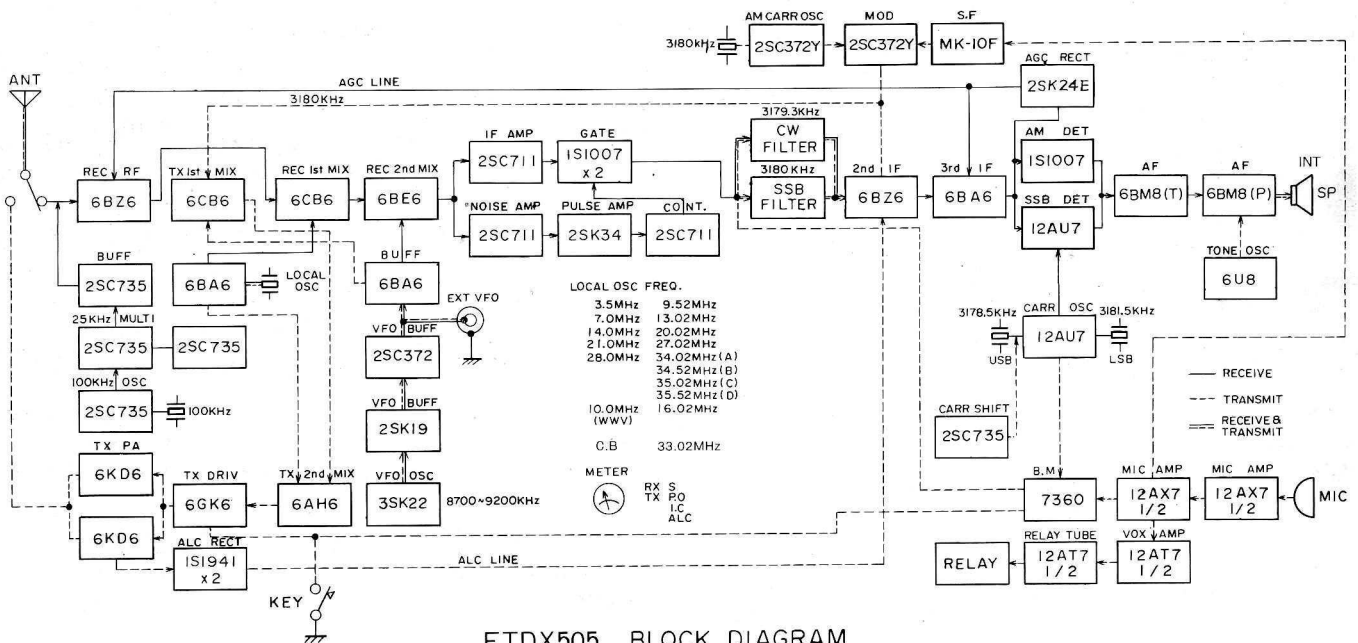 AM CARR OSC
MOD
S.F
3180kHz
2SC372Y
2SC372Y
MK-10F
ANT
AGC LINE
AGC RECT
2SK24E
3180KHz
3179.3KHz
CW
FILTER
3180 KHz
SSB
FILTER
IF AMP
2SC711
GATE
1S1007
x 2
AM DET
1S1007
REC RF
6BZ6
TX 1st MIX
6CB6
REC 1st MIX
6CB6
REC 2nd MIX
6BE6
2nd IF
6BZ6
3rd IF
6BA6
SSB DET
12AU7
AF
6BM8(T)
AF
6BM8(P)
INT
SP
NOISE AMP
2SC711
PULSE AMP
2SK34
CONT.
2SC711
BUFF
2SC735
6BA6
LOCAL
OSC
BUFF
6BA6
EXT VFO
TONE OSC
6U8
25KHz MULTI
2SC735
2SC735
VFO BUFF
2SC372
100KHz OSC
2SC735
100KHz
VFO BUFF
2SK19
LOCAL OSC FREQ.
3.5MHz 9.52MHz
7.0MHz 13.02MHz
14.0MHz 20.02MHz
21.0MHz 27.02MHz
28.0MHz 34.02MHz(A)
34.52MHz(B)
35.02MHz(C)
35.52MHz(D)
10.0MHz 16.02MHz
(WWV)
C.B 33.02MHz
3178.5KHz
USB
CARR OSC
12AU7
3181.5KHz
LSB
RECEIVE
TRANSMIT
RECEIVE &
TRANSMIT
CARR SHIFT
2SC735
TX PA
6KD6
6KD6
TX DRIV
6GK6
TX 2nd MIX
6AH6
VFO OSC
3SK22
8700~9200KHz
METER
RX S
TX P.O
I.C
ALC
B.M
7360
MIC AMP
12AX7
1/2
MIC AMP
12AX7
1/2
MIC
ALC RECT
1S1941
x 2
ALC LINE
RELAY
RELAY TUBE
12AT7
1/2
VOX AMP
12AT7
1/2
KEY
FTDX505 BLOCK DIAGRAM